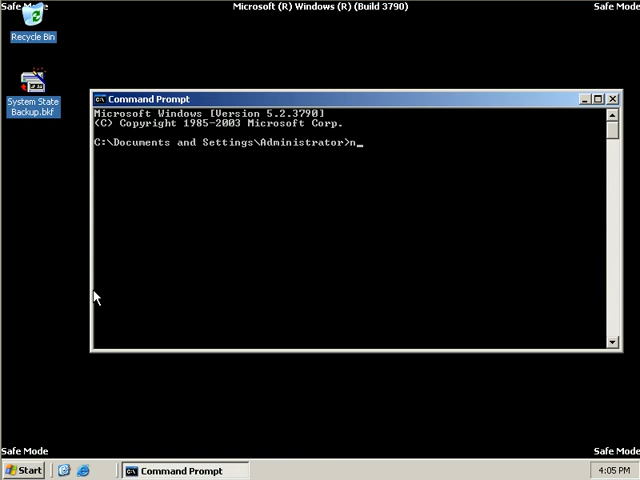 Safe Mode
Microsoft (R) Windows (R) (Build 3790)
Safe Mode
Recycle Bin
System State
Backup.bkf
Command Prompt
Microsoft Windows [Version 5.2.3790]
(C) Copyright 1985-2003 Microsoft Corp.
C:\Documents and Settings\Administrator>n_
Safe Mode
Safe Mode
Start
Command Prompt
4:05 PM